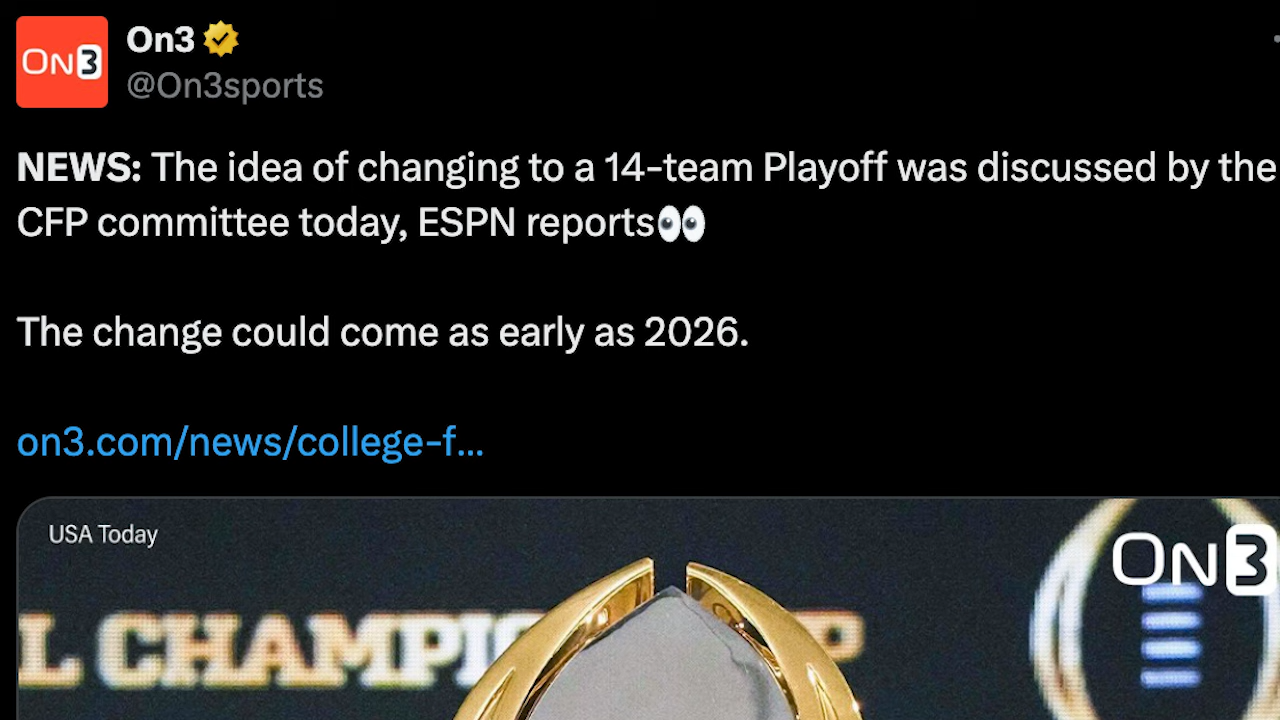 ON3
On3
@On3sports
NEWS: The idea of changing to a 14-team Playoff was discussed by the
CFP committee today, ESPN reports👀
The change could come as early as 2026.
on3.com/news/college-f...
USA Today
ON3
L CHAMPI P